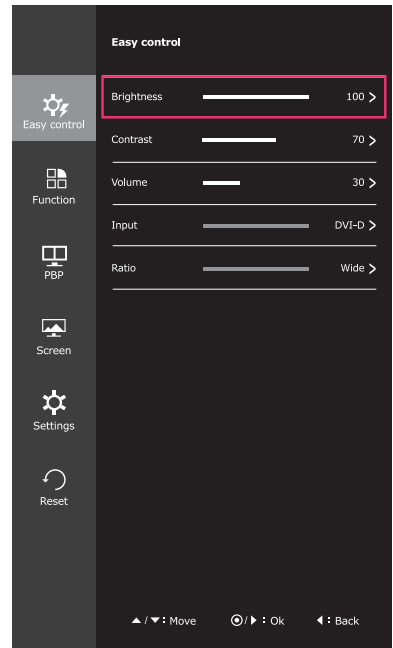 Easy control
Easy control
Function
PBP
Screen
Settings
Reset
Brightness 100 >
Contrast 70 >
Volume 30 >
Input DVI-D >
Ratio Wide >
▲ / ▼ : Move ⦿ / ▶ : Ok ◀ : Back